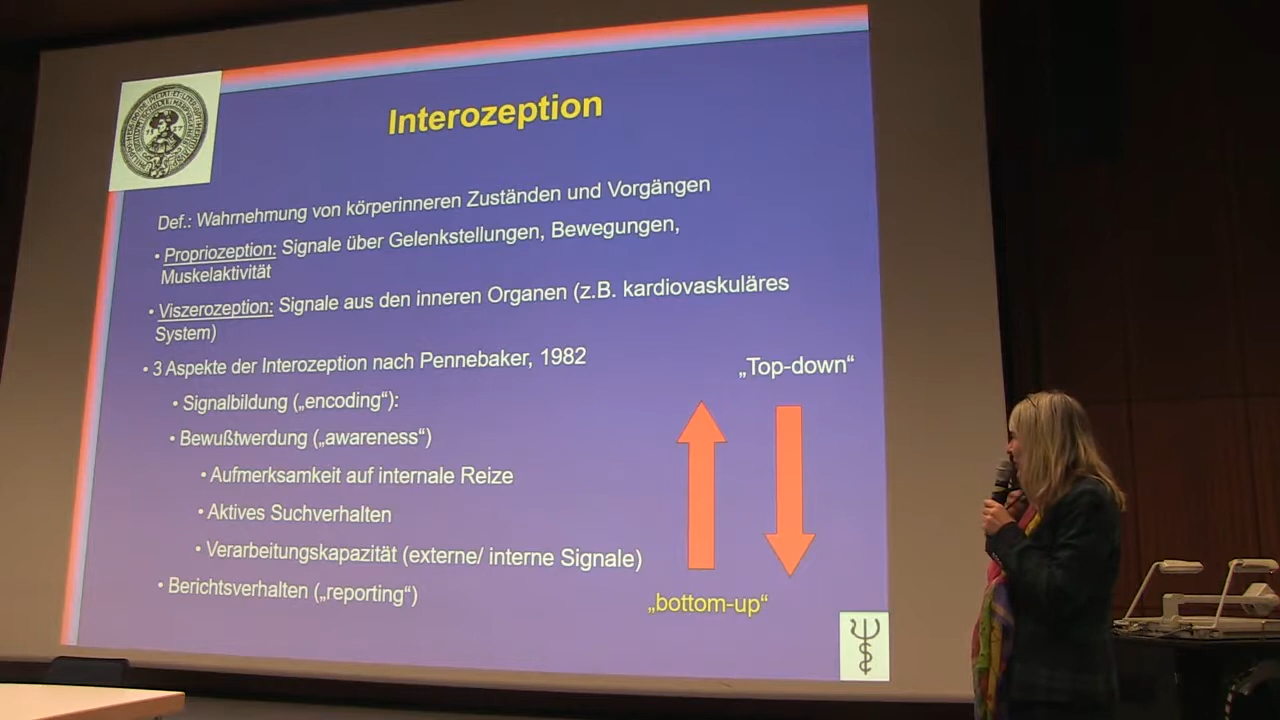 Interozeption
Def.: Wahrnehmung von körperinneren Zuständen und Vorgängen
• Propriozeption: Signale über Gelenkstellungen, Bewegungen,
Muskelaktivität
• Viszerozeption: Signale aus den inneren Organen (z.B. kardiovaskuläres
System)
• 3 Aspekte der Interozeption nach Pennebaker, 1982
„Top-down“
• Signalbildung („encoding“):
• Bewußtwerdung („awareness“)
• Aufmerksamkeit auf internale Reize
• Aktives Suchverhalten
• Verarbeitungskapazität (externe/ interne Signale)
• Berichtsverhalten („reporting“)
„bottom-up“